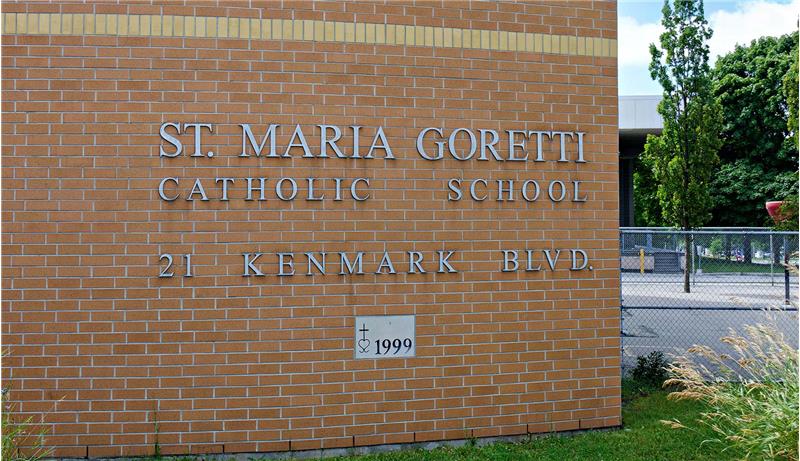 ST. MARIA GORETTI
CATHOLIC SCHOOL
21 KENMARK BLVD.
1999